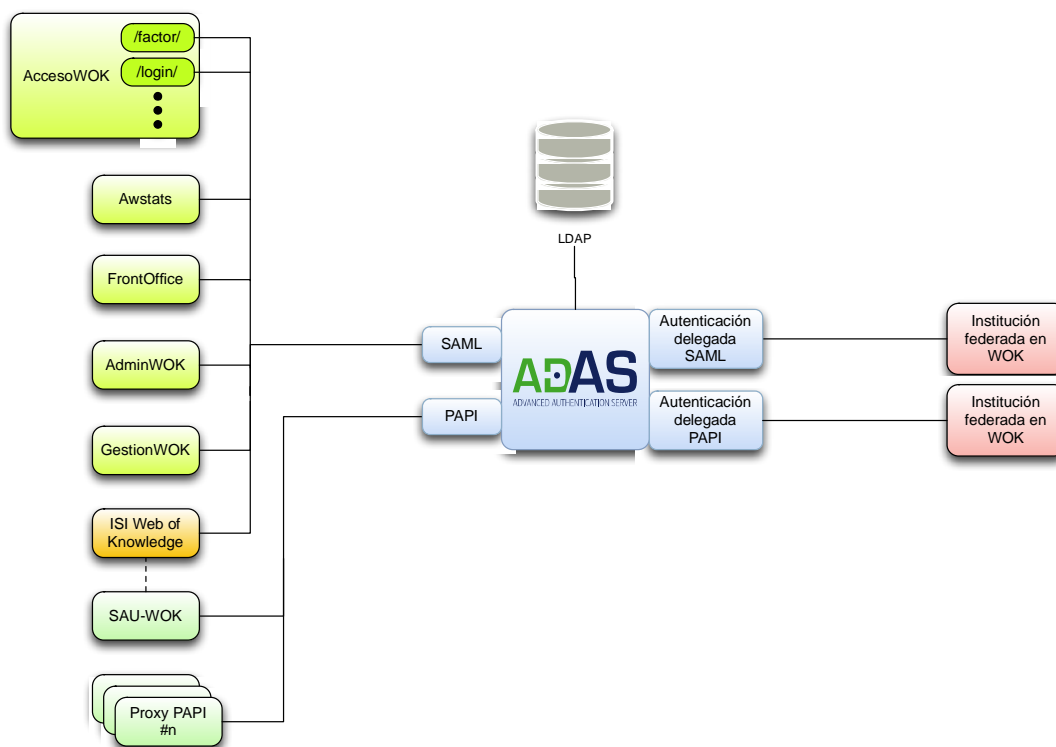 /factor/
AccesoWOK
/login/
Awstats
FrontOffice
AdminWOK
GestionWOK
ISI Web of
Knowledge
SAU-WOK
Proxy PAPI
#n
LDAP
SAML
PAPI
ADAS
ADVANCED AUTHENTICATION SERVER
Autenticación
delegada
SAML
Autenticación
delegada
PAPI
Institución
federada en
WOK
Institución
federada en
WOK